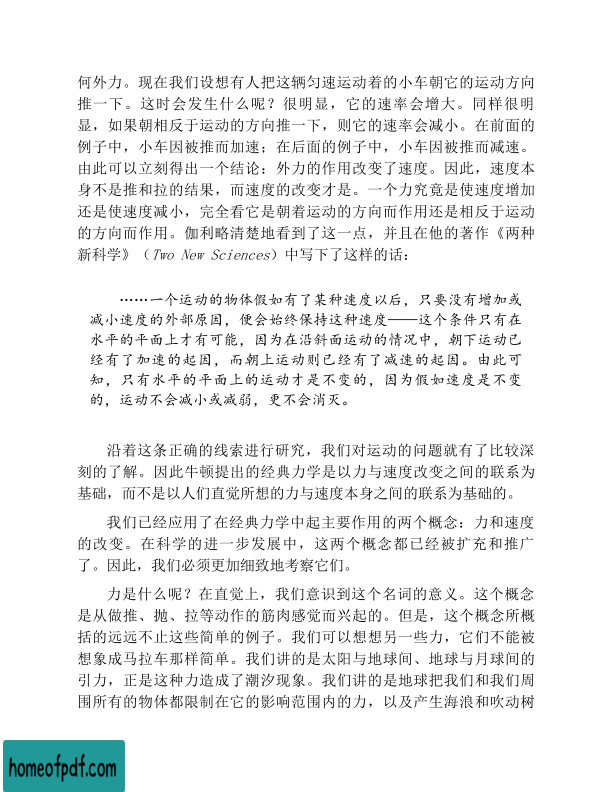 何外力。现在我们设想有人把这辆匀速运动着的小车朝它的运动方向
推一下。这时会发生什么呢？很明显，它的速率会增大。同样很明
显，如果朝相反于运动的方向推一下，则它的速率会减小。在前面的
例子中，小车因被推而加速；在后面的例子中，小车因被推而减速。
由此可以立刻得出一个结论：外力的作用改变了速度。因此，速度本
身不是推和拉的结果，而速度的改变才是。一个力究竟是使速度增加
还是使速度减小，完全看它是朝着运动的方向而作用还是相反于运动
的方向而作用。伽利略清楚地看到了这一点，并且在他的著作《两种
新科学》（Two New Sciences）中写下了这样的话：
……一个运动的物体假如有了某种速度以后，只要没有增加或
减小速度的外部原因，便会始终保持这种速度——这个条件只有在
水平的平面上才有可能，因为在沿斜面运动的情况中，朝下运动已
经有了加速的起因，而朝上运动则已经有了减速的起因。由此可
知，只有水平的平面上的运动才是不变的，因为假如速度是不变
的，运动不会减小或减弱，更不会消灭。
沿着这条正确的线索进行研究，我们对运动的问题就有了比较深
刻的了解。因此牛顿提出的经典力学是以力与速度改变之间的联系为
基础，而不是以人们直觉所想的力与速度本身之间的联系为基础的。
我们已经应用了在经典力学中起主要作用的两个概念：力和速度
的改变。在科学的进一步发展中，这两个概念都已经被扩充和推广
了。因此，我们必须更加细致地考察它们。
力是什么呢？在直觉上，我们意识到这个名词的意义。这个概念
是从做推、抛、拉等动作的筋肉感觉而兴起的。但是，这个概念所概
括的远远不止这些简单的例子。我们可以想想另一些力，它们不能被
想象成马拉车那样简单。我们讲的是太阳与地球间、地球与月球间的
引力，正是这种力造成了潮汐现象。我们讲的是地球把我们和我们周
围所有的物体都限制在它的影响范围内的力，以及产生海浪和吹动树
homeofpdf.com